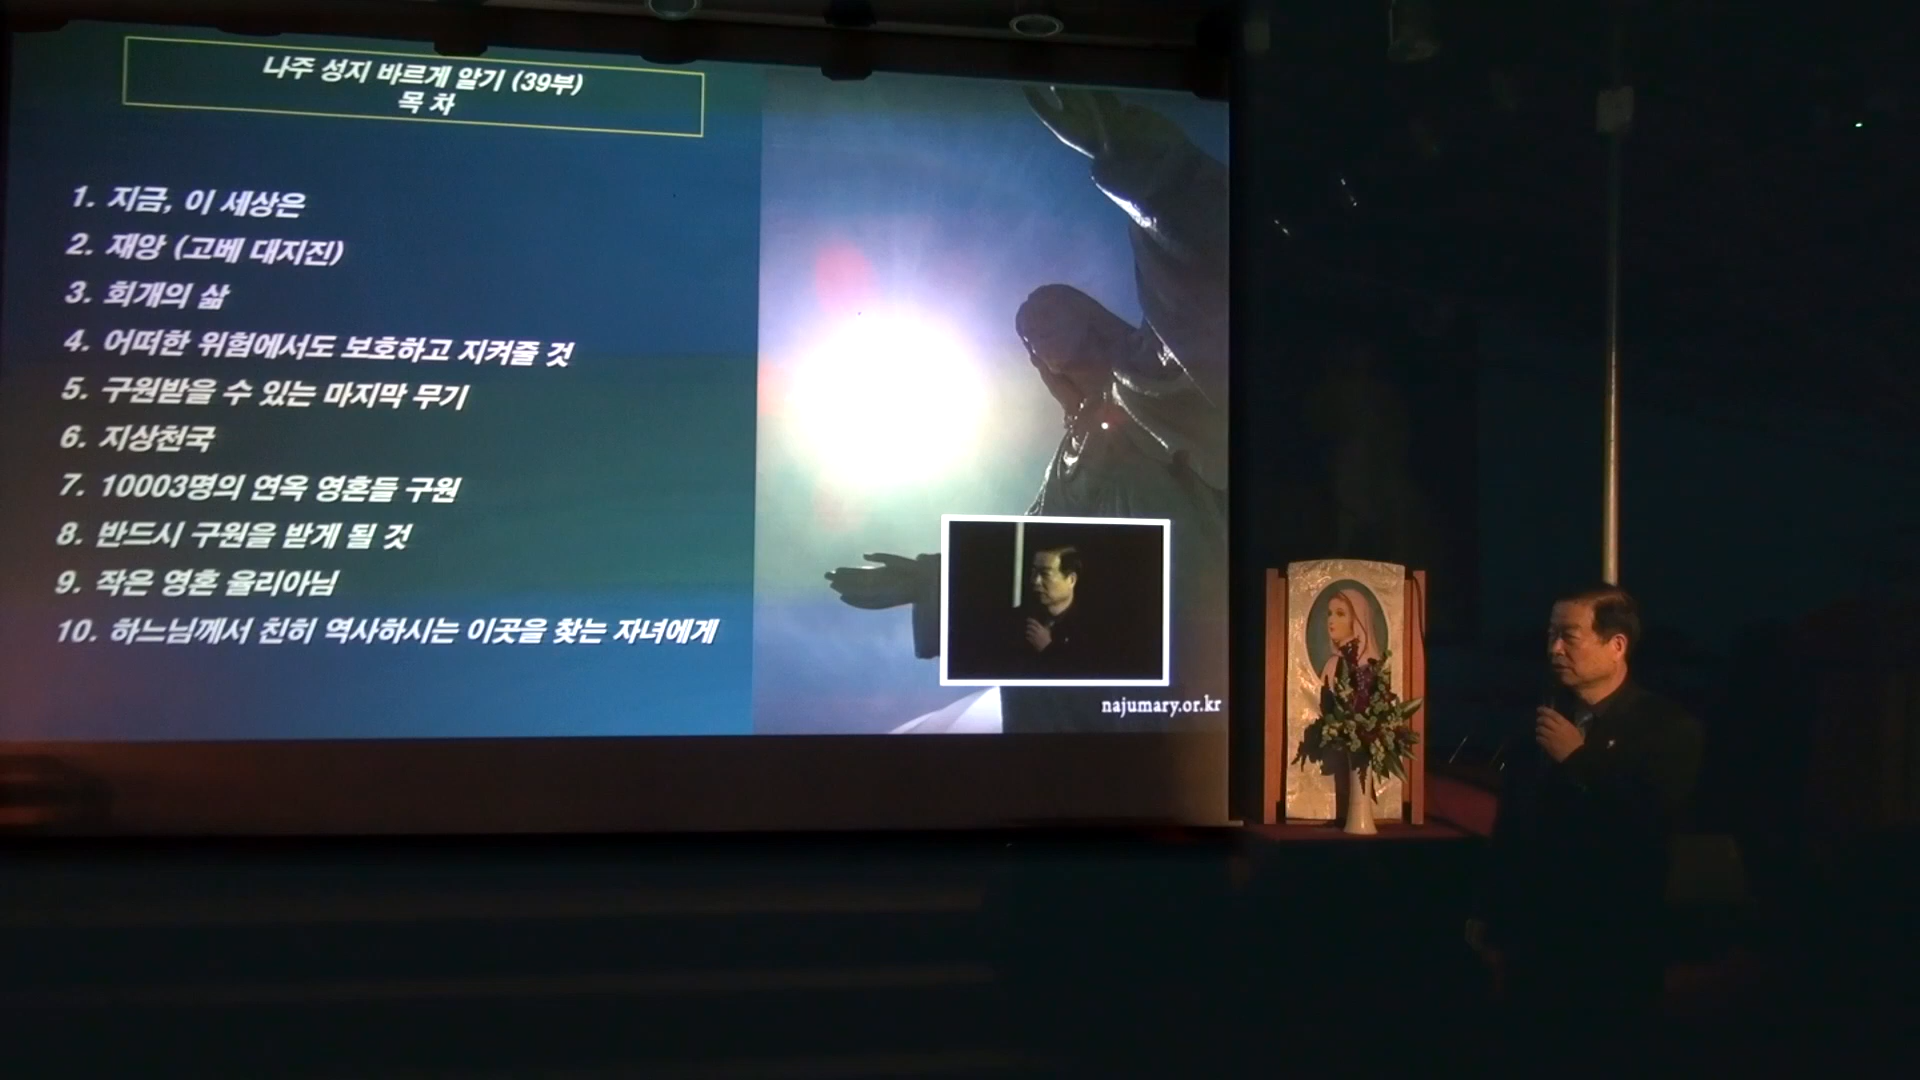 나주 성지 바르게 알기 (39부)
목 차
1. 지금, 이 세상은
2. 재앙 (고베 대지진)
3. 회개의 삶
4. 어떠한 위험에서도 보호하고 지켜줄 것
5. 구원받을 수 있는 마지막 무기
6. 지상천국
7. 10003명의 연옥 영혼들 구원
8. 반드시 구원을 받게 될 것
9. 작은 영혼 율리아님
10. 하느님께서 친히 역사하시는 이곳을 찾는 자녀에게
najumary.or.kr